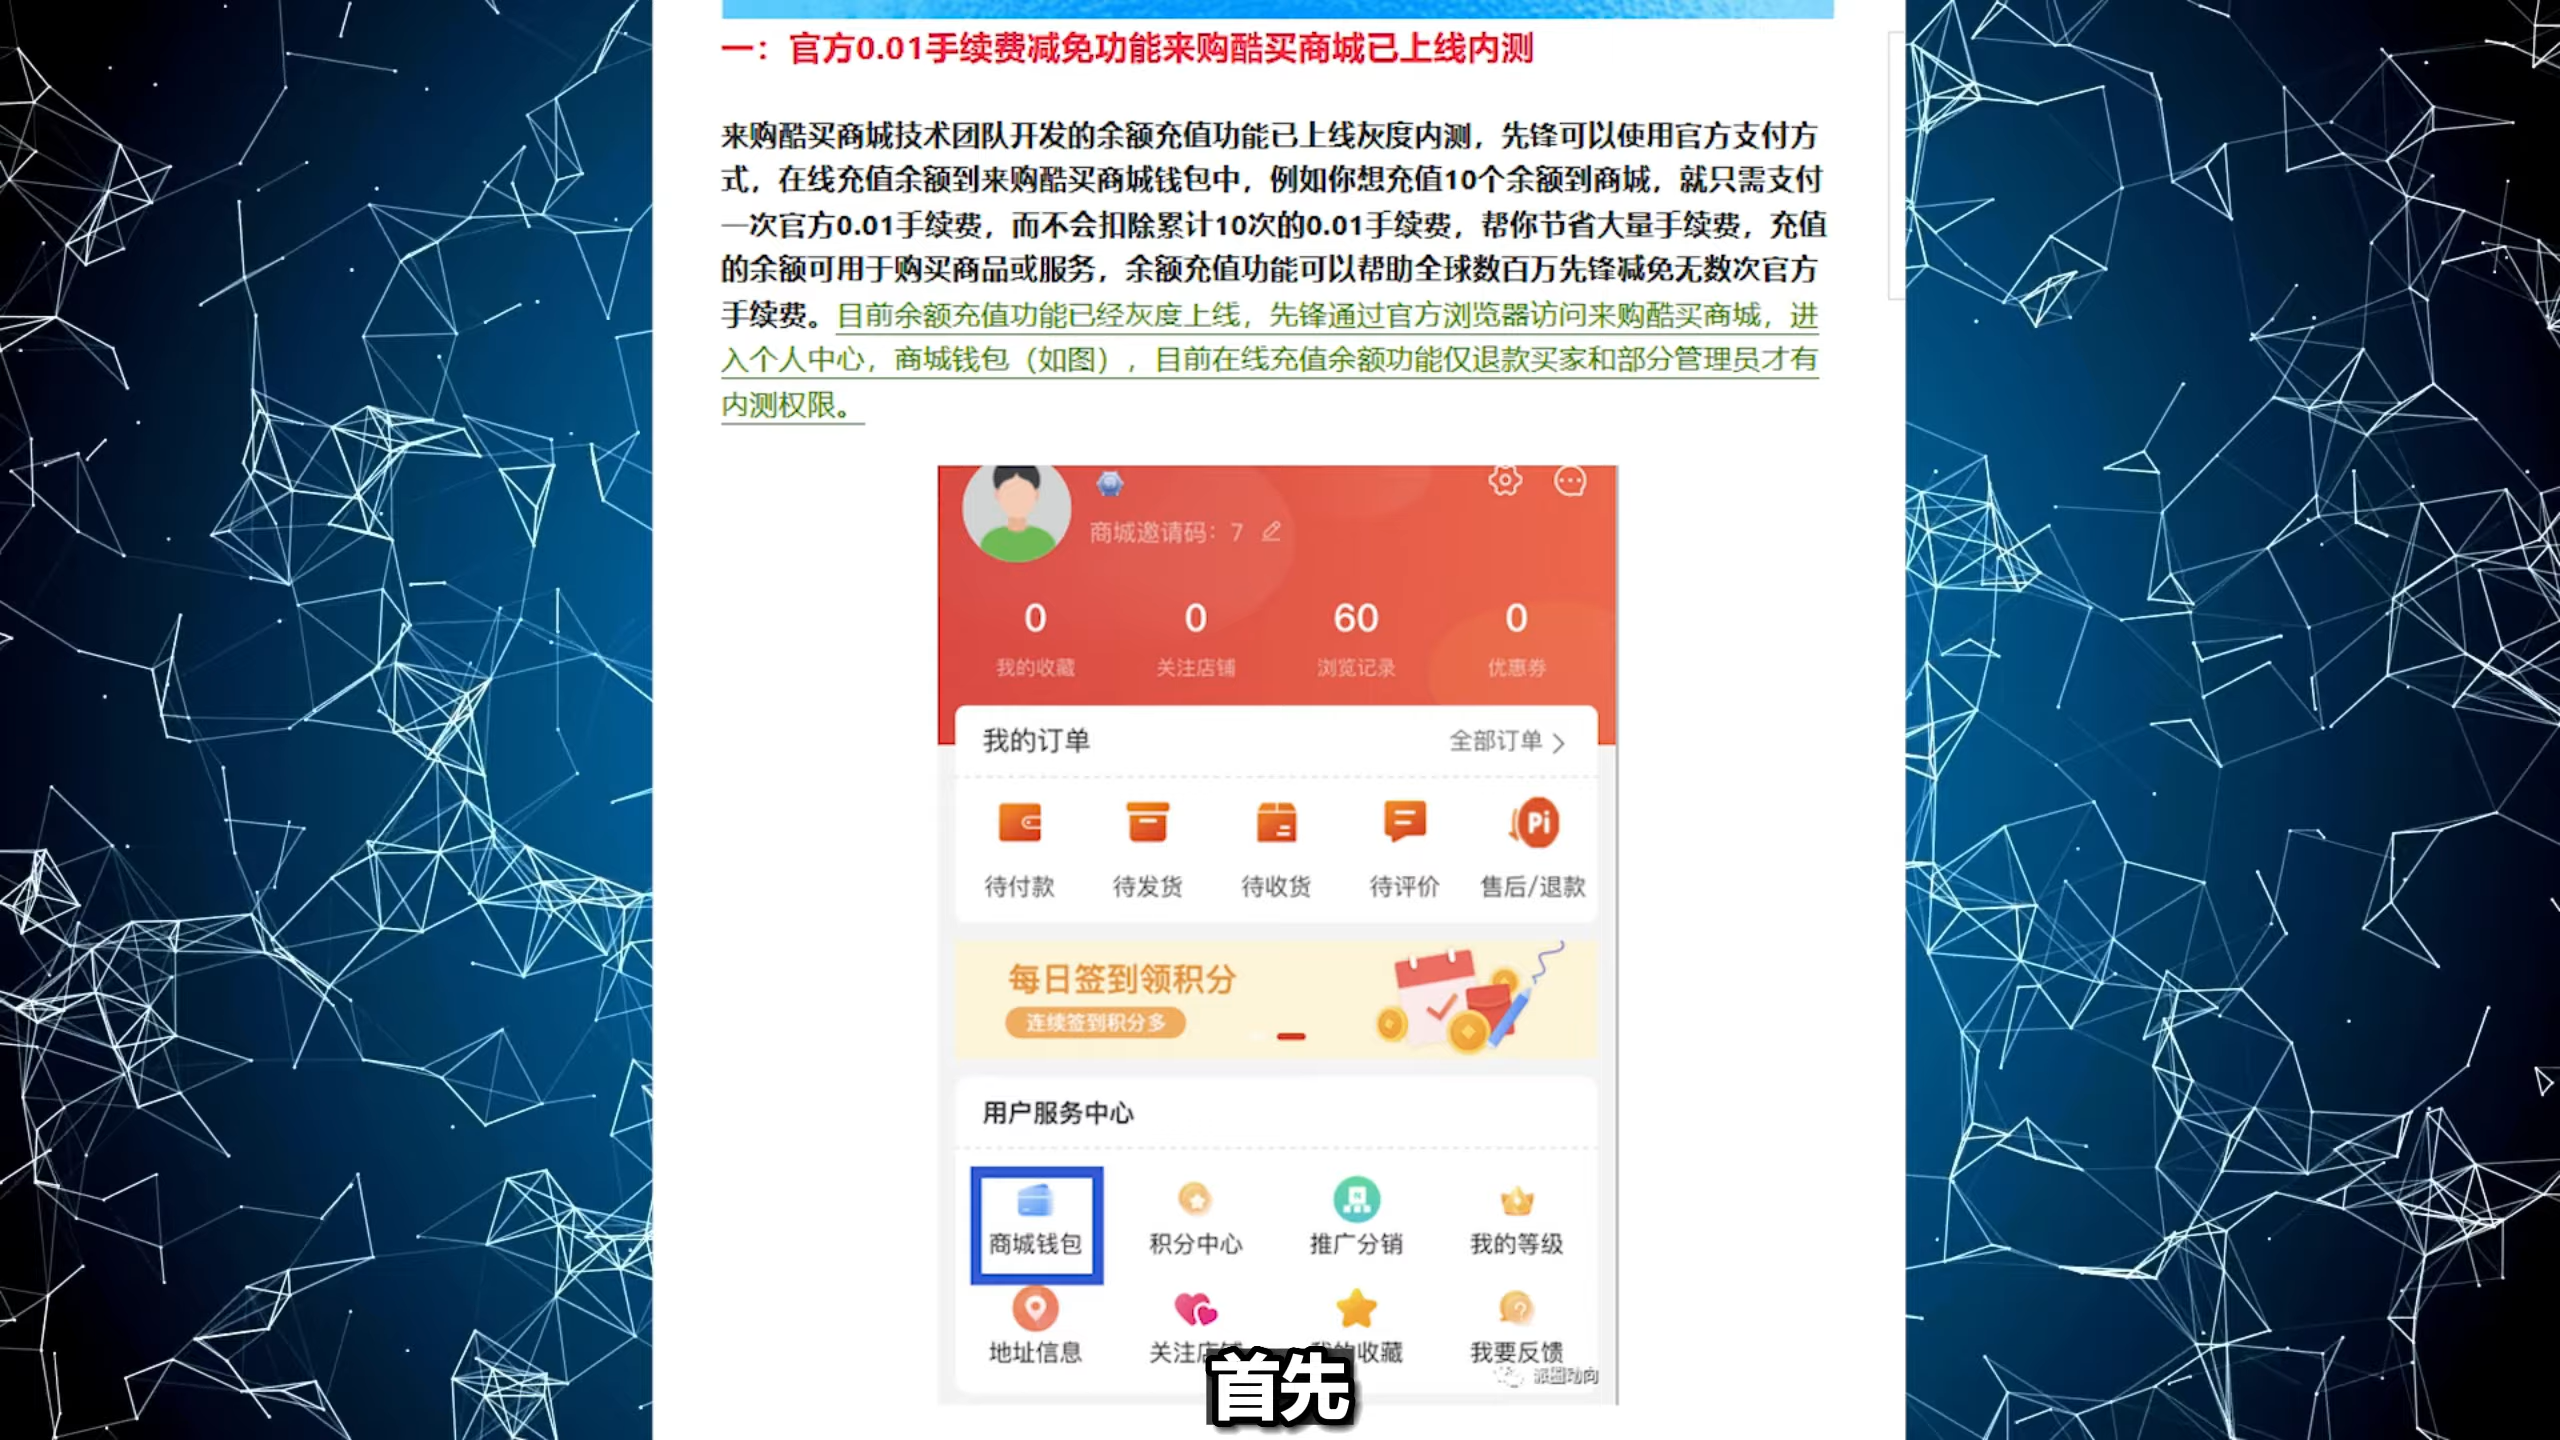 一：官方0.01手续费减免功能来购酷买商城已上线内测
来购酷买商城技术团队开发的余额充值功能已上线灰度内测，先锋可以使用官方支付方
式，在线充值余额到来购酷买商城钱包中，例如你想充值10个余额到商城，就只需支付
一次官方0.01手续费，而不会扣除累计10次的0.01手续费，帮你节省大量手续费，充值
的余额可用于购买商品或服务，余额充值功能可以帮助全球数百万先锋减免无数次官方
手续费。目前余额充值功能已经灰度上线，先锋通过官方浏览器访问来购酷买商城，进
入个人中心，商城钱包（如图），目前在线充值余额功能仅退款买家和部分管理员才有
内测权限。
商城邀请码：7
0 0 60 0
我的收藏 关注店铺 浏览记录 优惠券
我的订单 全部订单
Pi
待付款 待发货 待收货 待评价 售后/退款
每日签到领积分
连续签到积分多
用户服务中心
商城钱包 积分中心 推广分销 我的等级
地址信息 关注店铺 我的收藏 我要反馈
派圈动向
首先